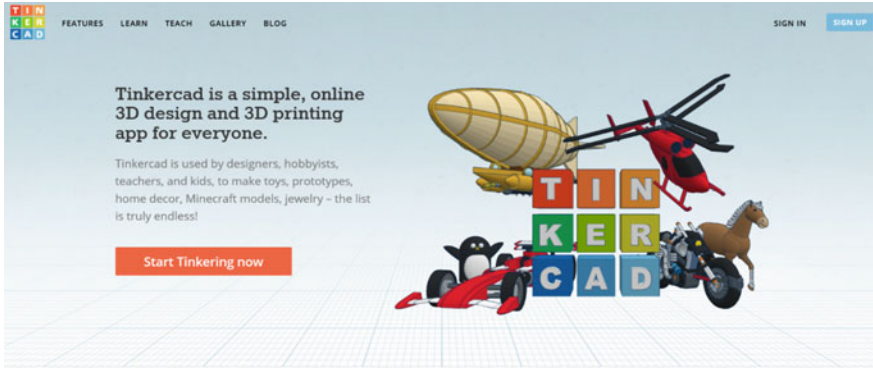 TIN
KER
CAD
FEATURES LEARN TEACH GALLERY BLOG
SIGN IN SIGN UP
Tinkercad is a simple, online
3D design and 3D printing
app for everyone.
Tinkercad is used by designers, hobbyists,
teachers, and kids, to make toys, prototypes,
home decor, Minecraft models, jewelry – the list
is truly endless!
Start Tinkering now
TIN
KER
CAD